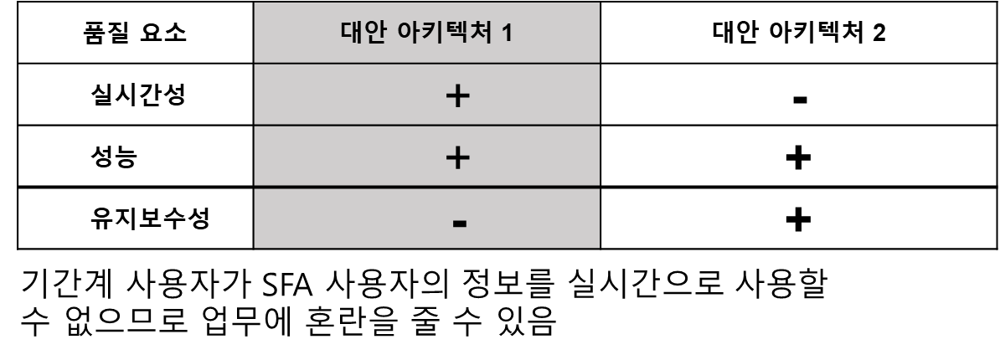 품질 요소 대안 아키텍처 1 대안 아키텍처 2
실시간성 + -
성능 + +
유지보수성 - +
기간계 사용자가 SFA 사용자의 정보를 실시간으로 사용할
수 없으므로 업무에 혼란을 줄 수 있음